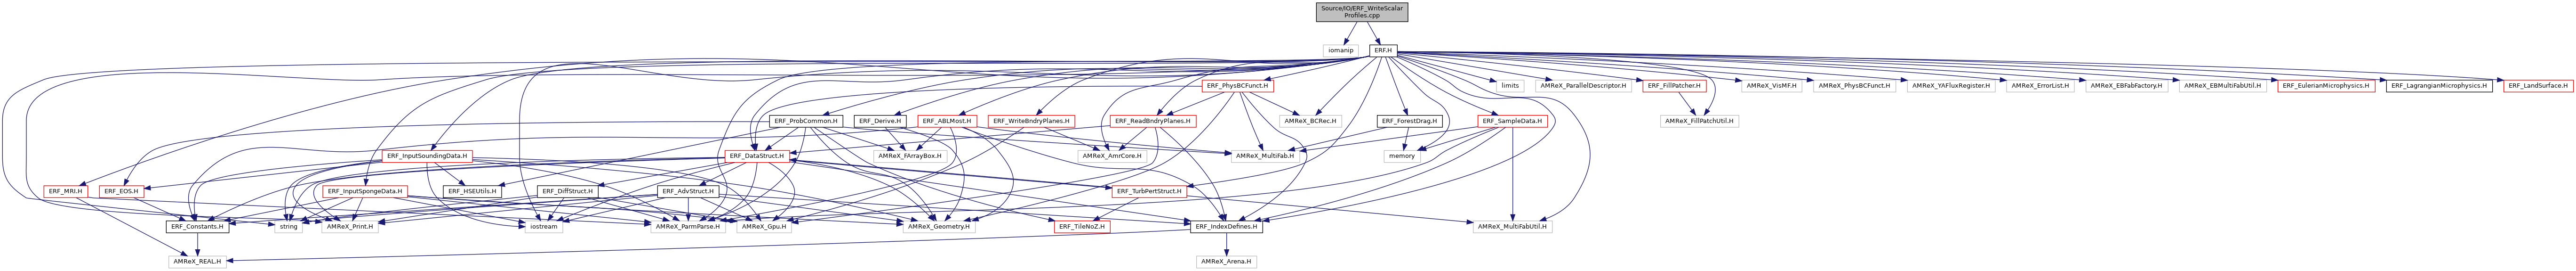 Source/IO/ERF_WriteScalar
Profiles.cpp
iomanip
ERF.H
ERF_PhysBCFunct.H
limits
AMReX_ParallelDescriptor.H
ERF_FillPatcher.H
AMReX_VisMF.H
AMReX_PhysBCFunct.H
AMReX_YAFluxRegister.H
AMReX_ErrorList.H
AMReX_EBFabFactory.H
AMReX_EBMultiFabUtil.H
ERF_EulerianMicrophysics.H
ERF_LagrangianMicrophysics.H
ERF_LandSurface.H
ERF_ProbCommon.H
ERF_Derive.H
ERF_ABLMost.H
ERF_WriteBndryPlanes.H
ERF_ReadBndryPlanes.H
AMReX_BCRec.H
ERF_ForestDrag.H
ERF_SampleData.H
AMReX_FillPatchUtil.H
ERF_InputSoundingData.H
ERF_DataStruct.H
AMReX_FArrayBox.H
AMReX_AmrCore.H
AMReX_MultiFab.H
memory
ERF_MRI.H
ERF_EOS.H
ERF_InputSpongeData.H
ERF_HSEUtils.H
ERF_DiffStruct.H
ERF_AdvStruct.H
ERF_TurbPertStruct.H
ERF_Constants.H
string
AMReX_Print.H
iostream
AMReX_ParmParse.H
AMReX_Gpu.H
AMReX_Geometry.H
ERF_TileNoZ.H
ERF_IndexDefines.H
AMReX_MultiFabUtil.H
AMReX_REAL.H
AMReX_Arena.H